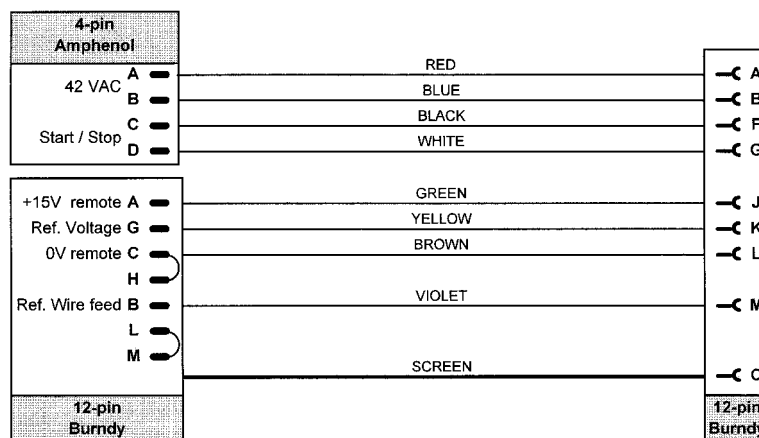 4-pin
Amphenol
42 VAC
A
B
Start / Stop
C
D
RED
BLUE
BLACK
WHITE
A
B
F
G
+15V remote A
Ref. Voltage G
0V remote C
H
Ref. Wire feed B
L
M
GREEN
YELLOW
BROWN
VIOLET
SCREEN
J
K
L
M
12-pin
Burndy
12-pin
Burndy